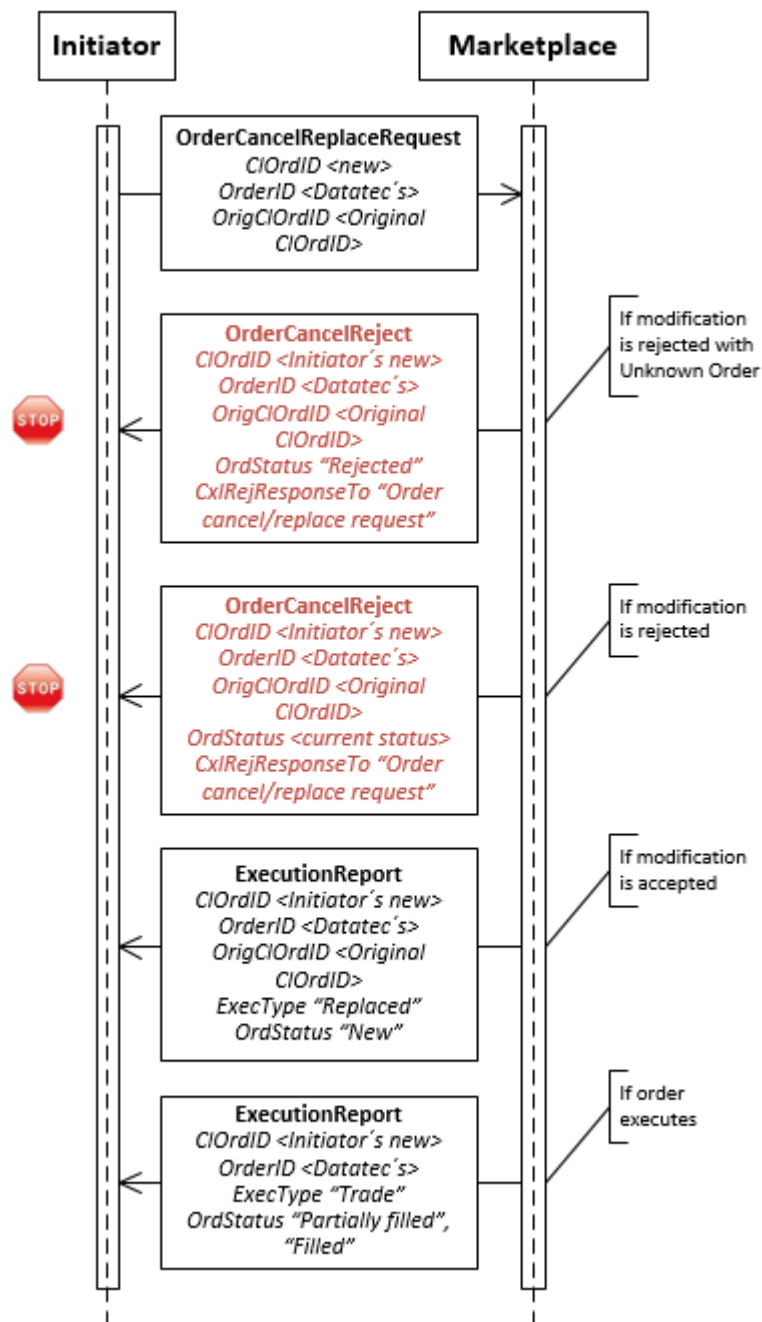 Initiator
Marketplace
OrderCancelReplaceRequest
ClOrdID <new>
OrderID <Datatec´s>
OrigClOrdID <Original
ClOrdID>
If modification
is rejected with
Unknown Order
OrderCancelReject
ClOrdID <Initiator´s new>
OrderID <Datatec´s>
OrigClOrdID <Original
ClOrdID>
OrdStatus “Rejected”
CxlRejResponseTo “Order
cancel/replace request”
STOP
If modification
is rejected
OrderCancelReject
ClOrdID <Initiator´s new>
OrderID <Datatec´s>
OrigClOrdID <Original
ClOrdID>
OrdStatus <current status>
CxlRejResponseTo “Order
cancel/replace request”
STOP
If modification
is accepted
ExecutionReport
ClOrdID <Initiator´s new>
OrderID <Datatec´s>
OrigClOrdID <Original
ClOrdID>
ExecType “Replaced”
OrdStatus “New”
If order
executes
ExecutionReport
ClOrdID <Initiator´s new>
OrderID <Datatec´s>
ExecType “Trade”
OrdStatus “Partially filled”,
“Filled”